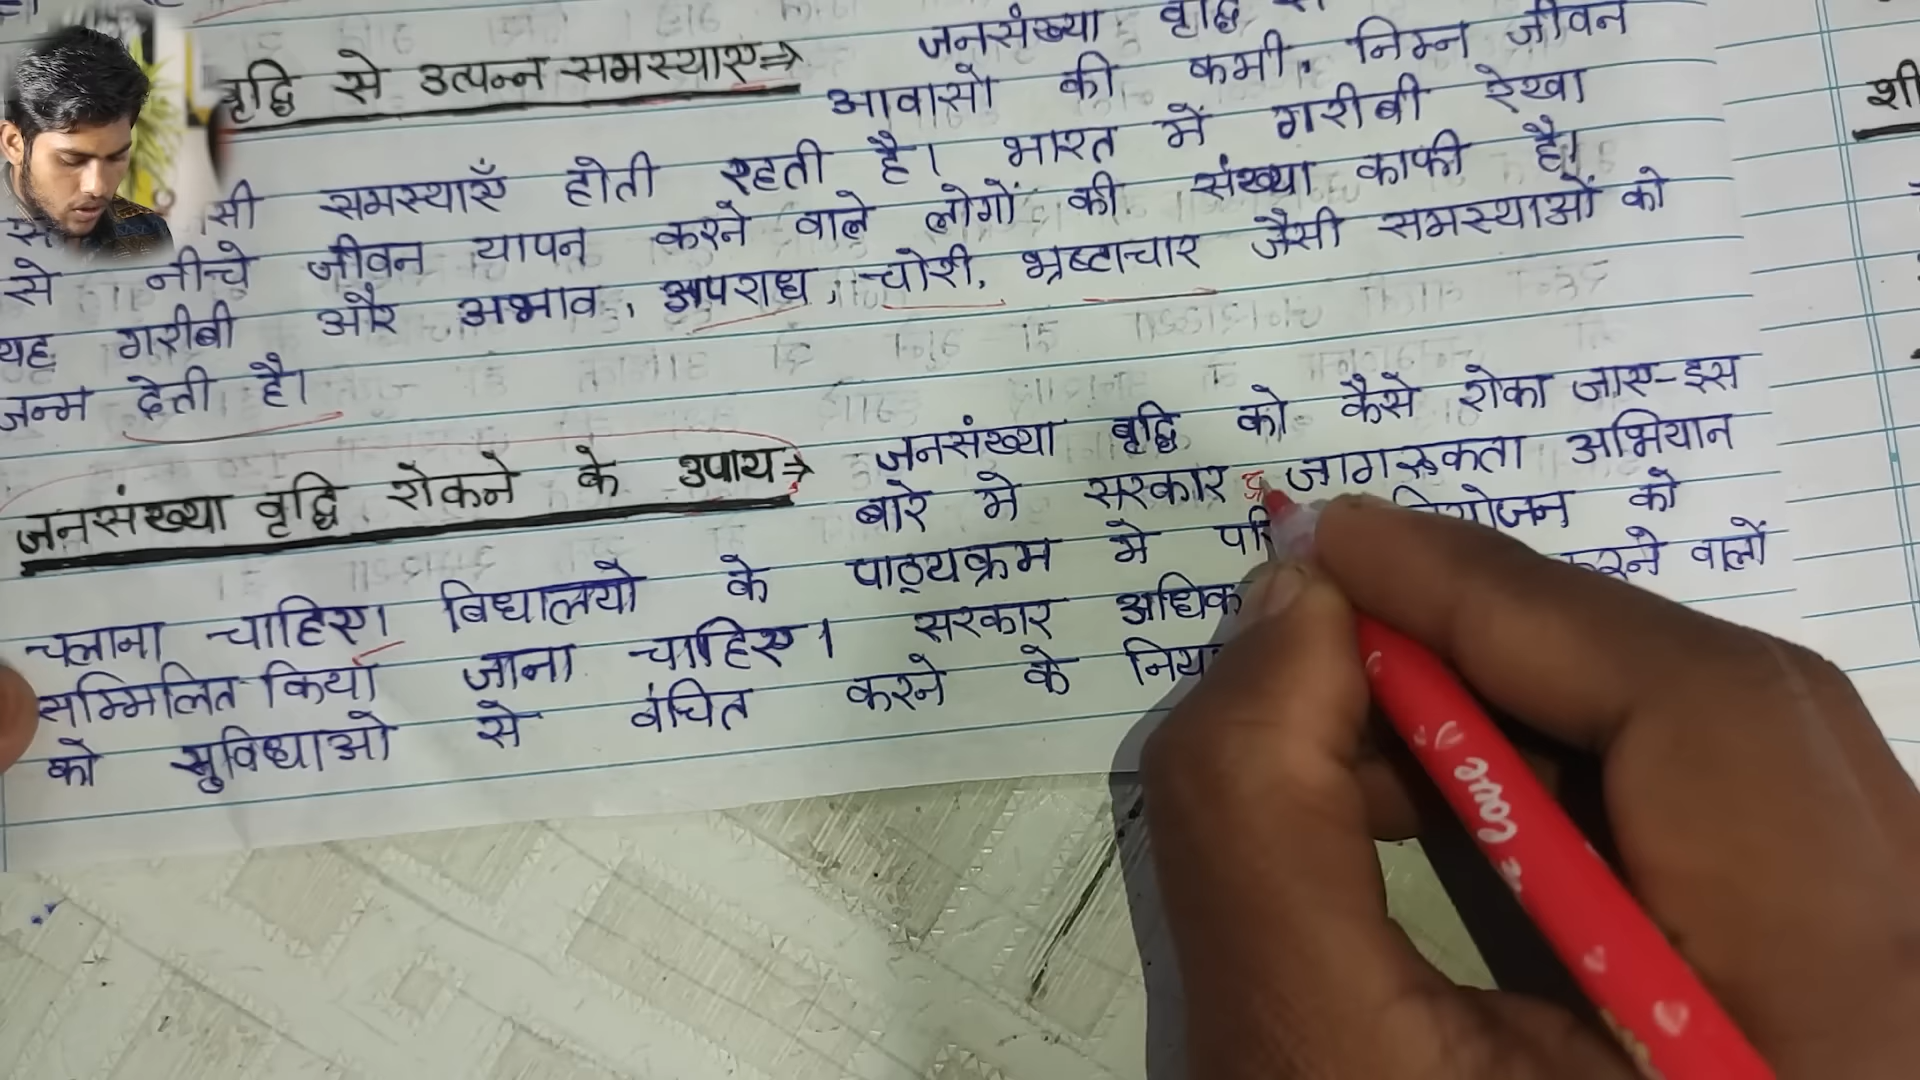 वृद्धि से उत्पन्न समस्याएं→ जनसंख्या वृद्धि
आवासो की कमी, निम्न जीवन
सी समस्याएँ होती रहती है। भारत में गरीबी रेखा
से नीचे जीवन यापन करने वाले लोगों की संख्या काफी है।
यह गरीबी और अभाव, अपराध, चोरी, भ्रष्टाचार जैसी समस्याओं को
जन्म देती है।
जनसंख्या वृद्धि रोकने के उपाय→ जनसंख्या वृद्धि को कैसे रोका जाए-इस
बारे मे सरकार जागरूकता अभियान
चलाना चाहिए। विधालयो के पाठ्यक्रम मे नियोजन को
सम्मिलित किया जाना चाहिए। सरकार अधिक करने वालों
को सुविधाओ से वंचित करने के
शी
Love